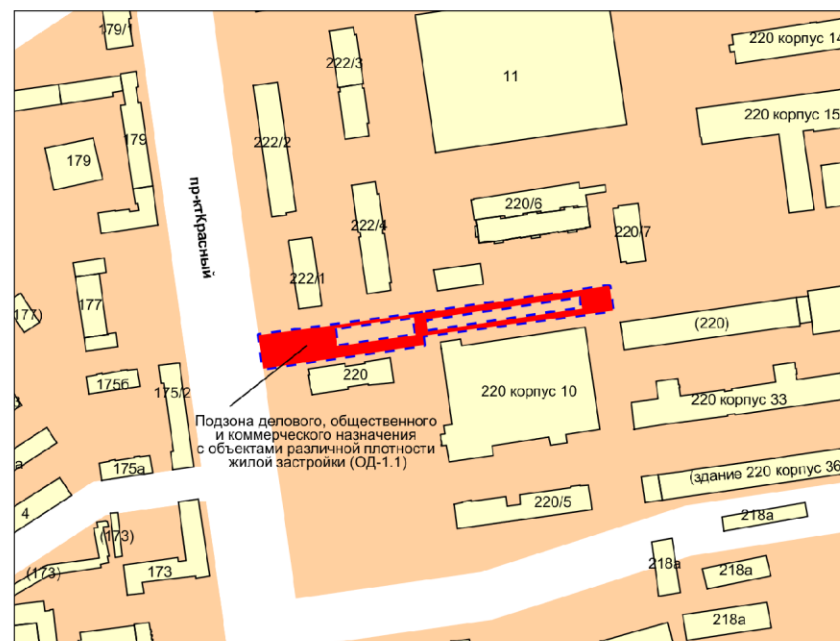 179/1
220 корпус 14
222/3
11
220 корпус 15
179
222/2
179
пр-ктКрасный
220/6
222/4
220/7
222/1
177
177)
(220)
175б
220
220 корпус 10
175/2
220 корпус 33
Подзона делового, общественного
и коммерческого назначения
с объектами различной плотности
жилой застройки (ОД-1.1)
а
175а
(здание 220 корпус 36
220/5
4
218а
(173)
218а
(173)
173
218а
218а